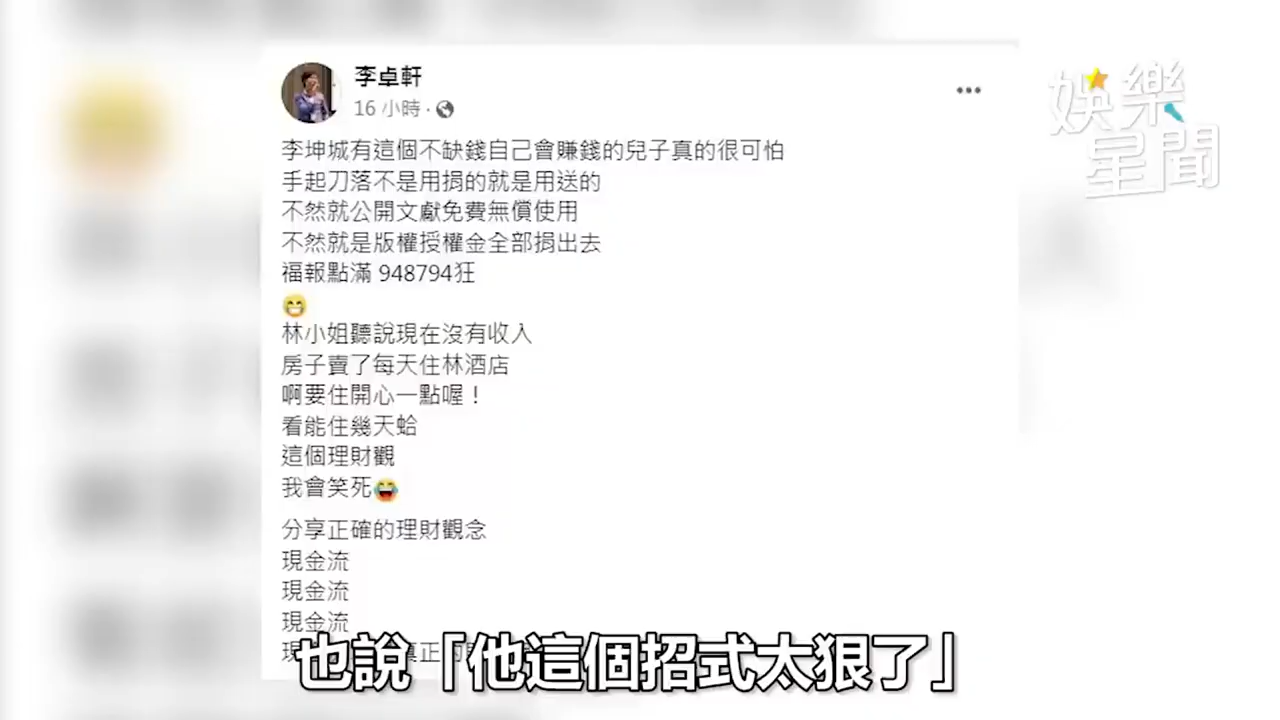 李卓軒
16 小時·
娛樂
星聞
李坤城有這個不缺錢自己會賺錢的兒子真的很可怕
手起刀落不是用捐的就是用送的
不然就公開文獻免費無償使用
不然就是版權授權金全部捐出去
福報點滿 948794狂
😁
林小姐聽說現在沒有收入
房子賣了每天住林酒店
啊要住開心一點喔！
看能住幾天蛤
這個理財觀
我會笑死😂
分享正確的理財觀念
現金流
現金流
現金流
也說「他這個招式太狠了」